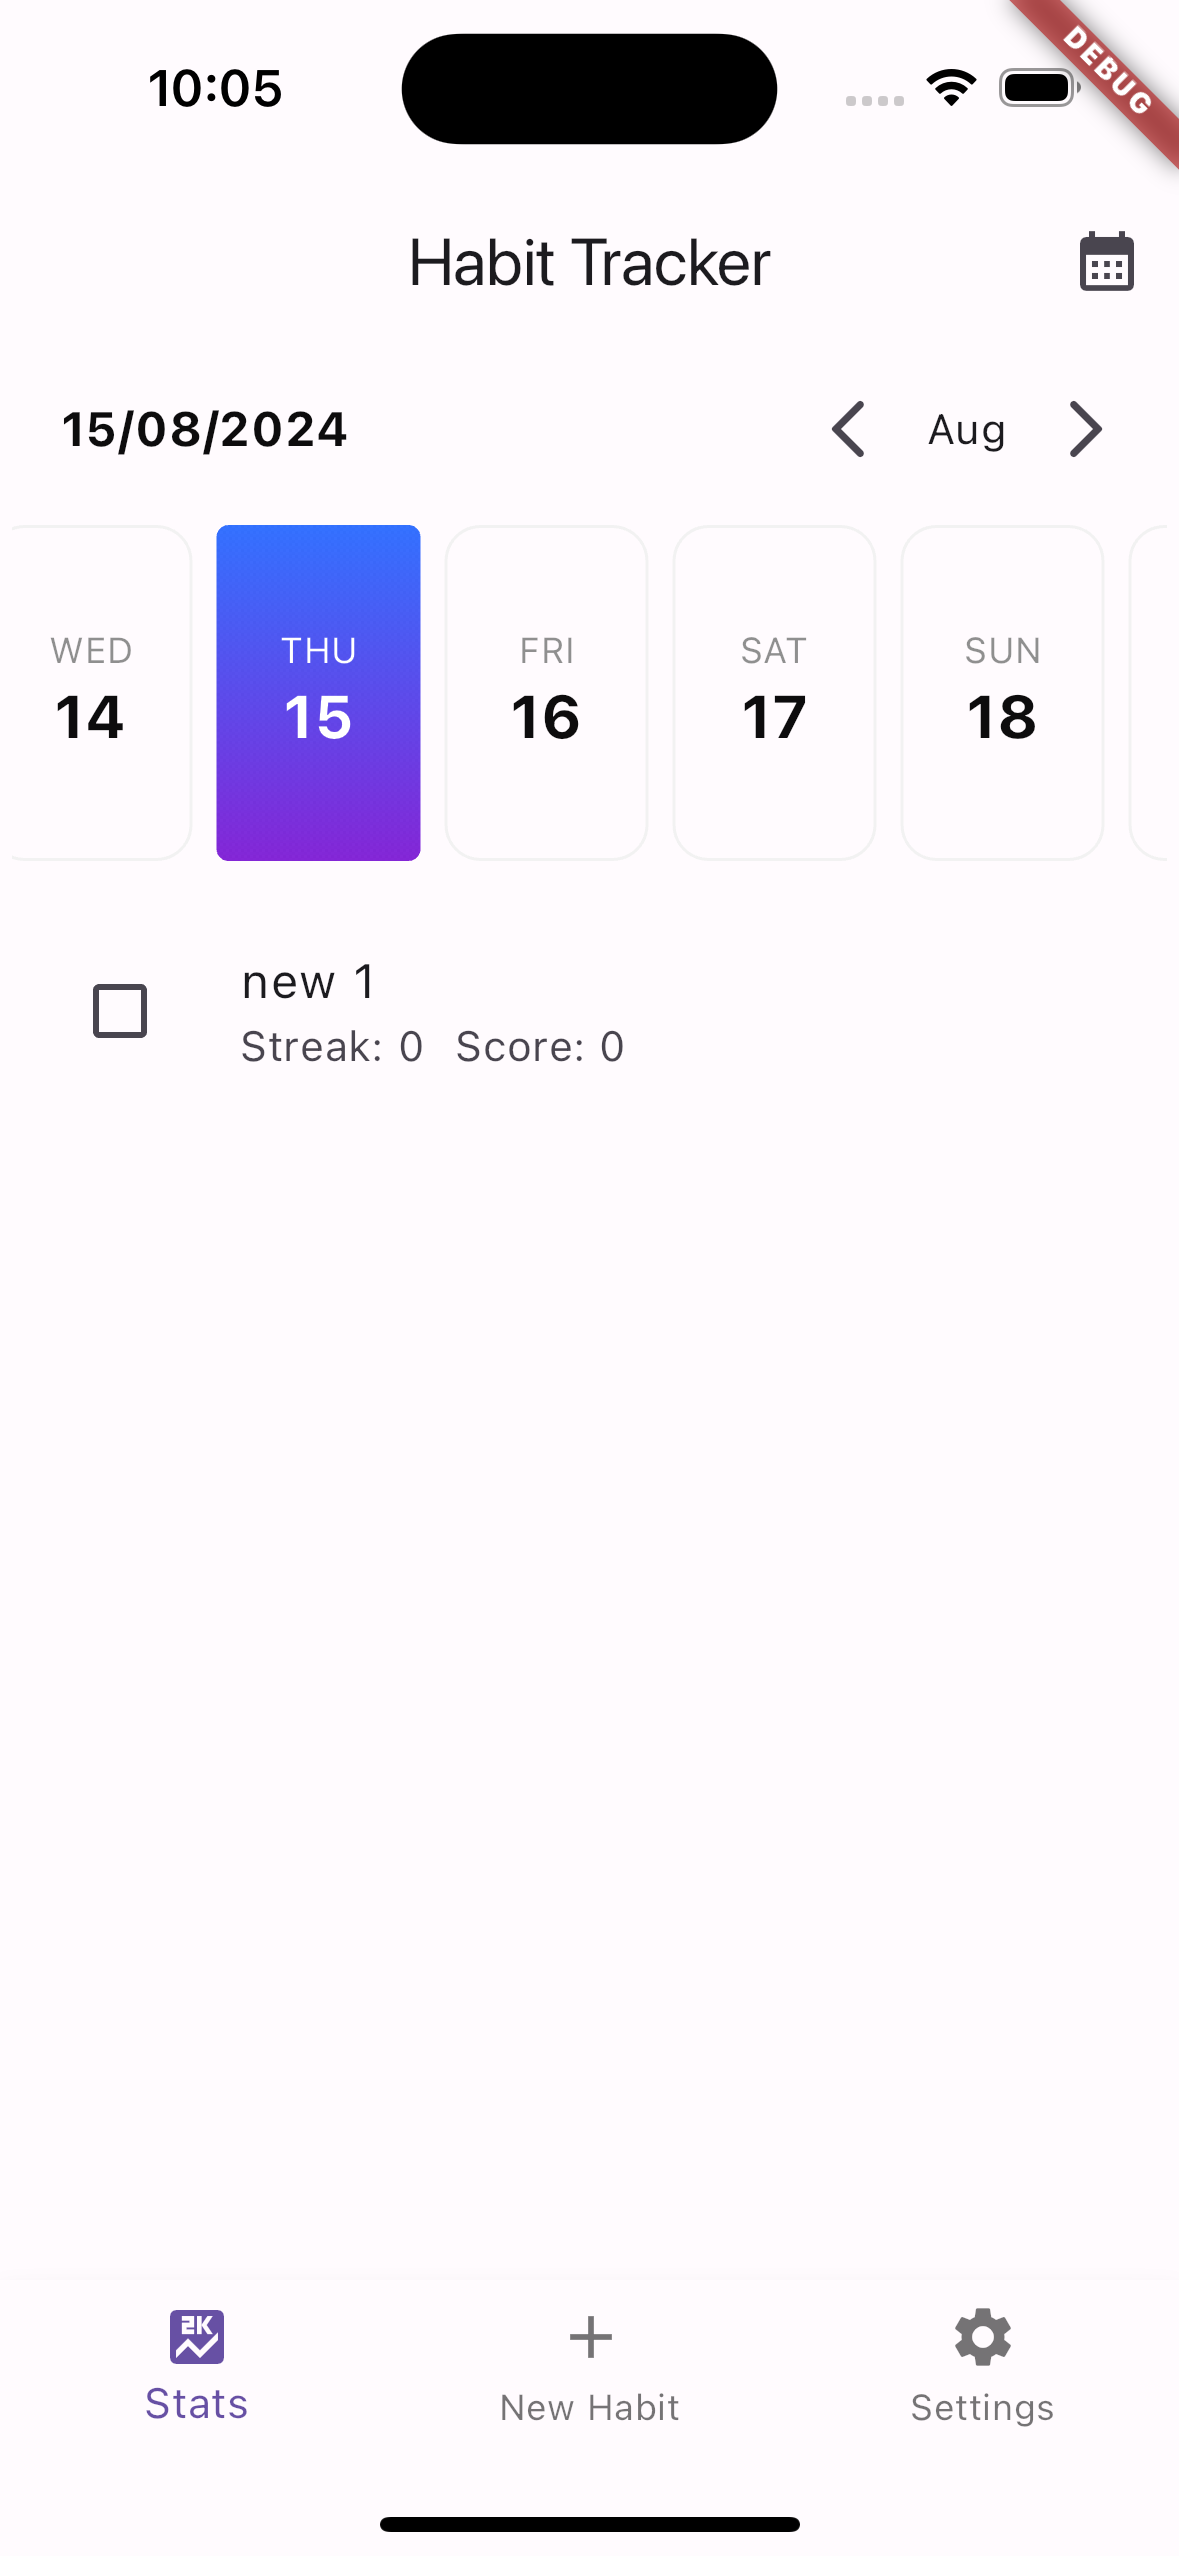 10:05
DEBUG
Habit Tracker
15/08/2024
Aug
WED THU FRI SAT SUN
14 15 16 17 18
new 1
Streak: 0 Score: 0
2K
Stats New Habit Settings